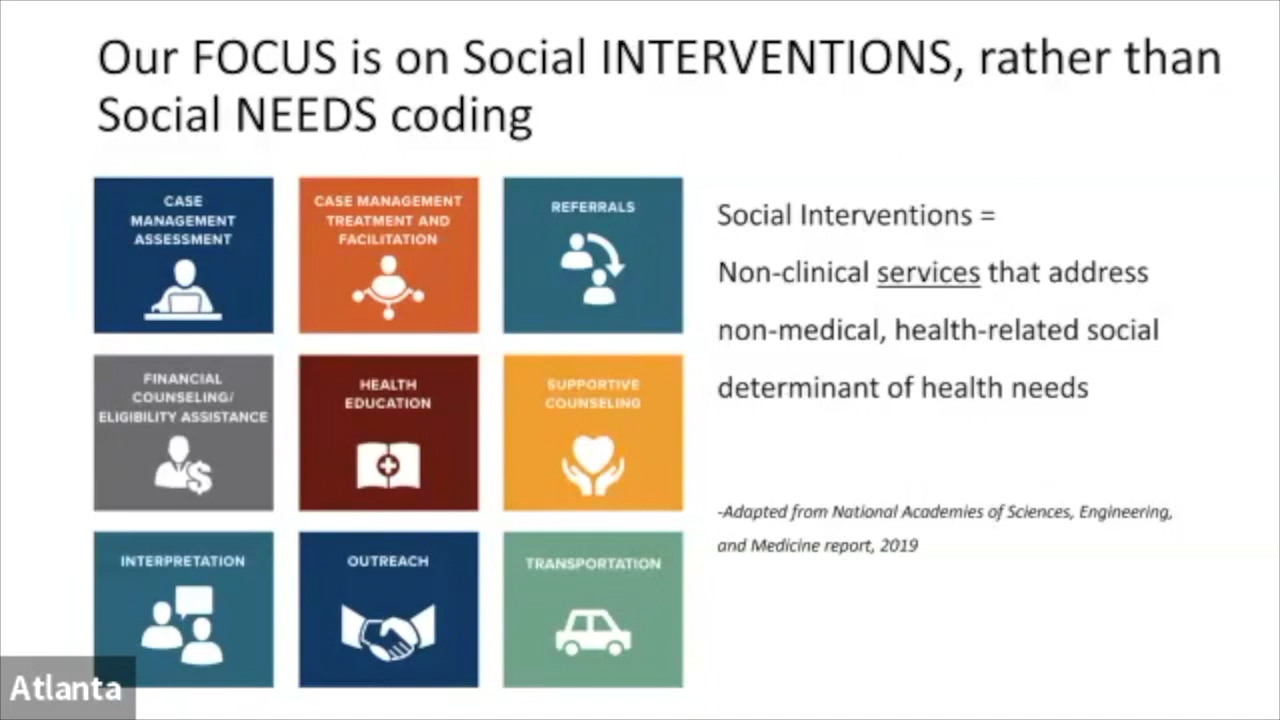 Our FOCUS is on Social INTERVENTIONS, rather than
Social NEEDS coding
CASE
MANAGEMENT
ASSESSMENT
CASE MANAGEMENT
TREATMENT AND
FACILITATION
REFERRALS
FINANCIAL
COUNSELING/
ELIGIBILITY ASSISTANCE
HEALTH
EDUCATION
SUPPORTIVE
COUNSELING
INTERPRETATION
OUTREACH
TRANSPORTATION
Social Interventions =
Non-clinical services that address
non-medical, health-related social
determinant of health needs
-Adapted from National Academies of Sciences, Engineering,
and Medicine report, 2019
Atlanta